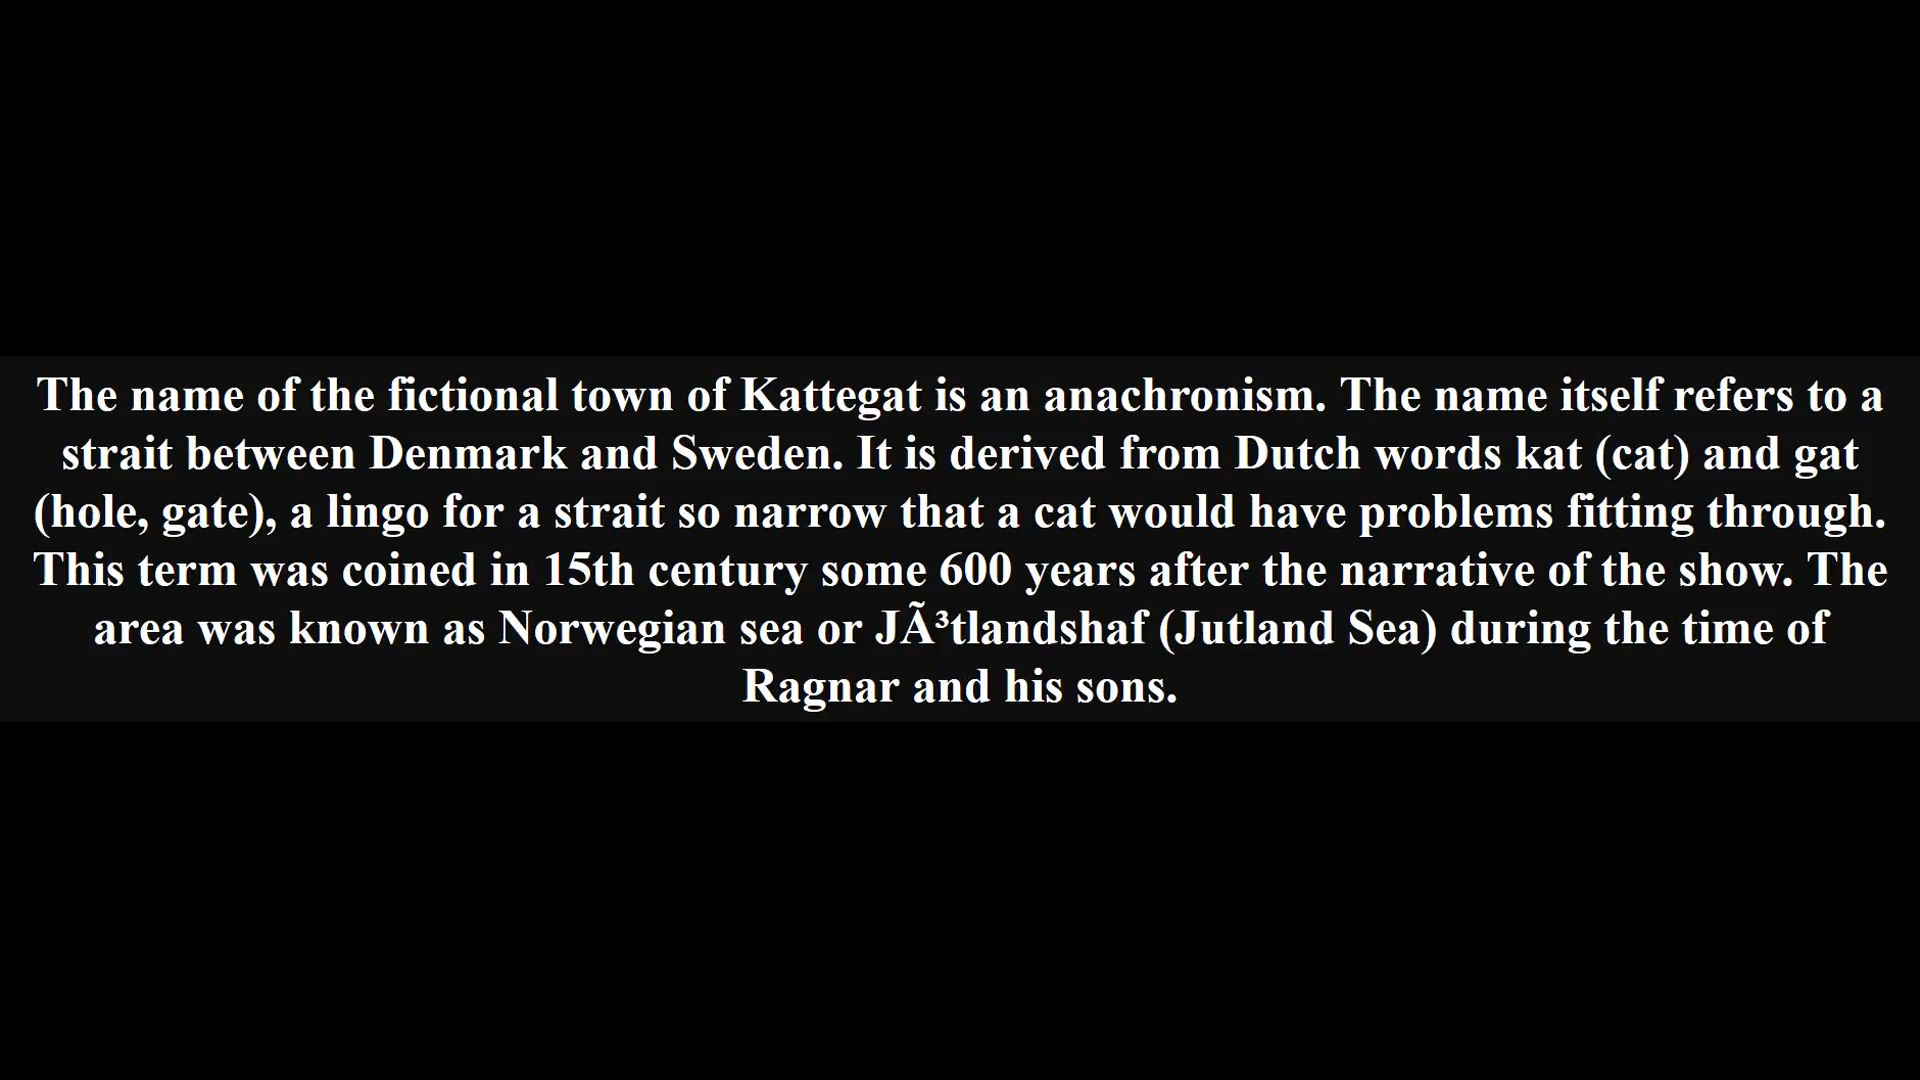 The name of the fictional town of Kattegat is an anachronism. The name itself refers to a
strait between Denmark and Sweden. It is derived from Dutch words kat (cat) and gat
(hole, gate), a lingo for a strait so narrow that a cat would have problems fitting through.
This term was coined in 15th century some 600 years after the narrative of the show. The
area was known as Norwegian sea or JÃ³tlandshaf (Jutland Sea) during the time of
Ragnar and his sons.